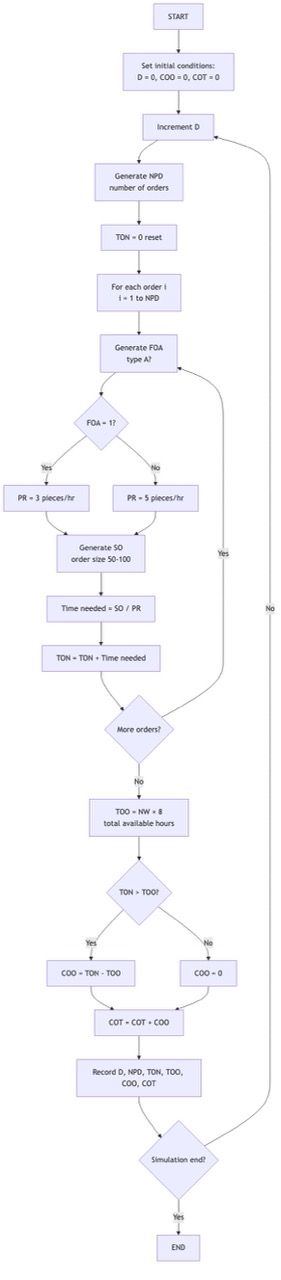 START
Set initial conditions:
D = 0, COO = 0, COT = 0
Increment D
Generate NPD
number of orders
TON = 0 reset
For each order i
i = 1 to NPD
Generate FOA
type A?
FOA = 1?
Yes
No
PR = 3 pieces/hr
PR = 5 pieces/hr
Generate SO
order size 50-100
Yes
Time needed = SO / PR
No
TON = TON + Time needed
More orders?
No
TOO = NW × 8
total available hours
TON > TOO?
Yes
No
COO = TON - TOO
COO = 0
COT = COT + COO
Record D, NPD, TON, TOO,
COO, COT
Simulation end?
Yes
END